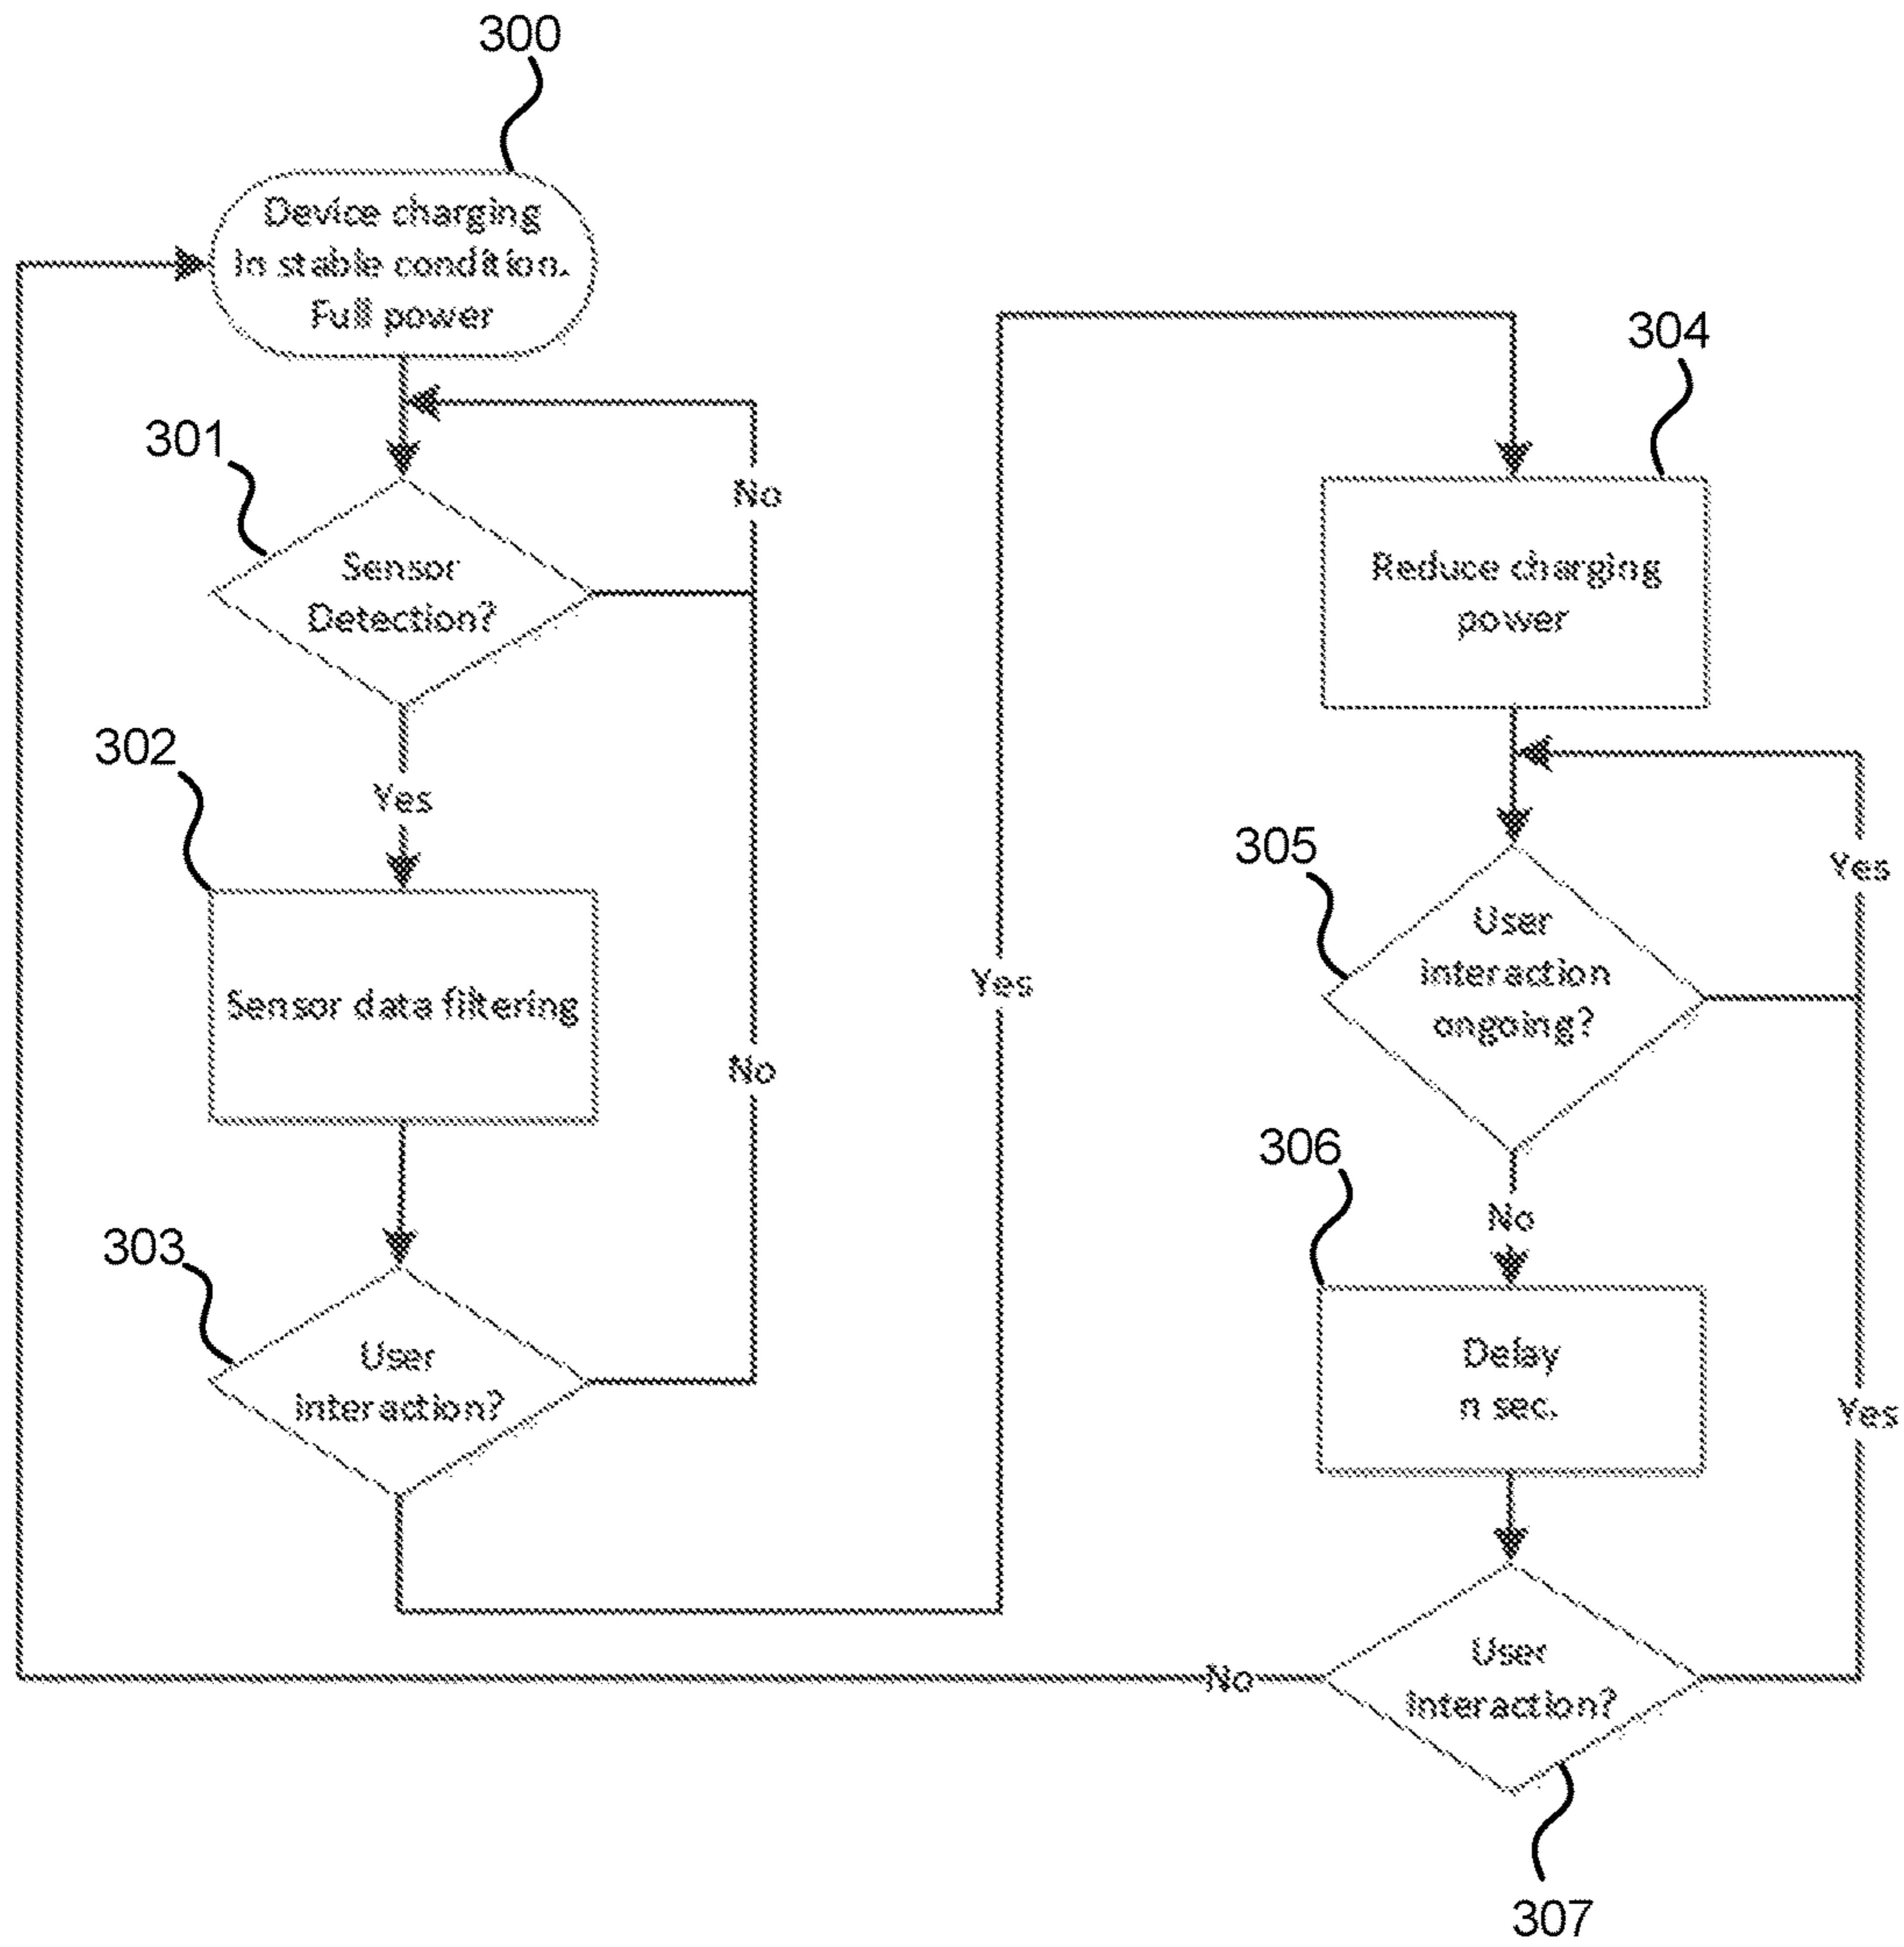 300
Device charging
In stable condition.
Full power
301
No
Sensor
Detection?
302
Yes
Sensor data filtering
No
303
User
interaction?
Yes
304
Reduce charging
power
305
Yes
User
interaction
ongoing?
306
No
Delay
n sec.
Yes
No
User
Interaction?
307